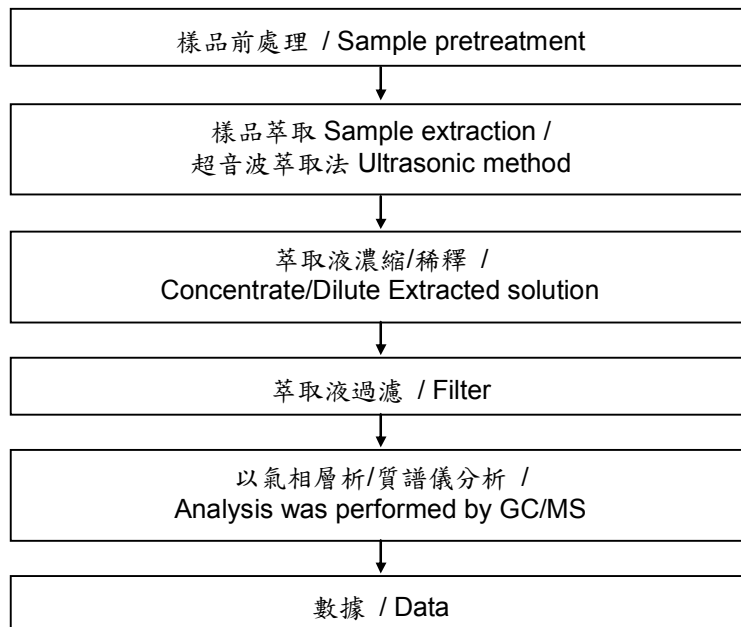 樣品前處理 / Sample pretreatment
樣品萃取 Sample extraction /
超音波萃取法 Ultrasonic method
萃取液濃縮/稀釋 /
Concentrate/Dilute Extracted solution
萃取液過濾 / Filter
以氣相層析/質譜儀分析 /
Analysis was performed by GC/MS
數據 / Data